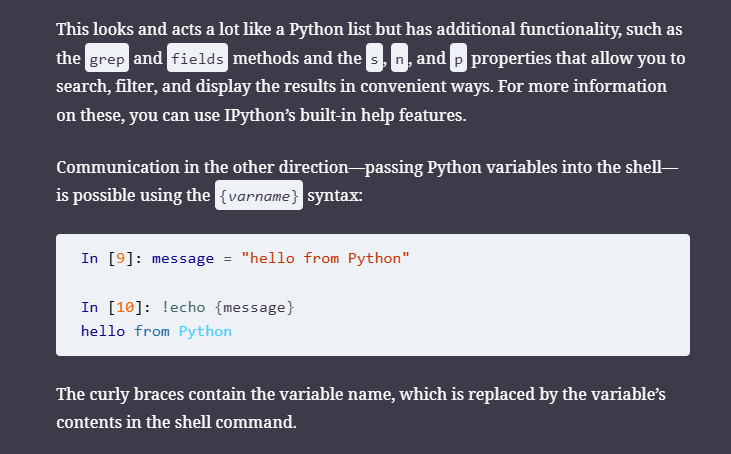 This looks and acts a lot like a Python list but has additional functionality, such as
the grep and fields methods and the s, n, and p properties that allow you to
search, filter, and display the results in convenient ways. For more information
on these, you can use IPython’s built-in help features.
Communication in the other direction—passing Python variables into the shell—
is possible using the {varname} syntax:
In [9]: message = "hello from Python"
In [10]: !echo {message}
hello from Python
The curly braces contain the variable name, which is replaced by the variable’s
contents in the shell command.